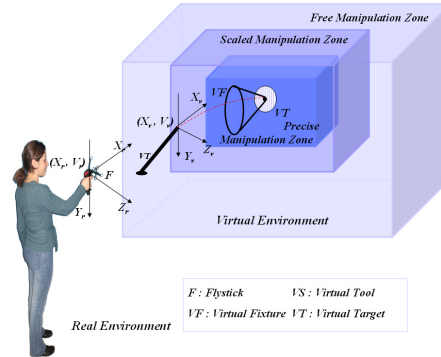 Free Manipulation Zone
Scaled Manipulation Zone
VF
VT
Precise
Manipulation Zone
Xv
(Xv, Vv)
VT
Yv
Zv
Xr
(Xr, Vr)
F
Yr
Zr
Virtual Environment
F : Flystick VS : Virtual Tool
VF : Virtual Fixture VT : Virtual Target
Real Environment